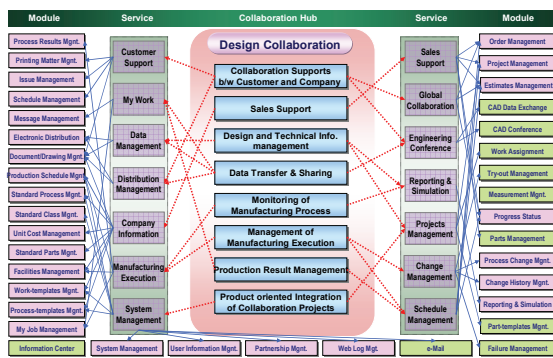 Module
Service
Collaboration Hub
Service
Module
Process Results Mgnt.
Printing Matter Mgnt.
Issue Management
Schedule Management
Message Management
Electronic Distribution
Document/Drawing Mgnt.
Production Schedule Mgnt.
Standard Process Mgnt.
Standard Class Mgnt.
Unit Cost Management
Standard Parts Mgnt.
Facilities Management
Work-templates Mgnt.
Process-templates Mgnt.
My Job Management
Information Center
Customer
Support
My Work
Data
Management
Distribution
Management
Company
Information
Manufacturing
Execution
System
Management
Design Collaboration
Collaboration Supports
b/w Customer and Company
Sales Support
Design and Technical Info.
management
Data Transfer & Sharing
Monitoring of
Manufacturing Process
Management of
Manufacturing Execution
Production Result Management
Product oriented Integration
of Collaboration Projects
Sales
Support
Global
Collaboration
Engineering
Conference
Reporting &
Simulation
Projects
Management
Change
Management
Schedule
Management
Order Management
Project Management
Estimates Management
CAD Data Exchange
CAD Conference
Work Assignment
Try-out Management
Measurement Mgnt.
Progress Status
Parts Management
Process Change Mgnt.
Change History Mgnt.
Reporting & Simulation
Part-templates Mgnt.
Failure Management
System Management
User Information Mgnt.
Partnership Mgnt.
Web Log Mgt.
e-Mail